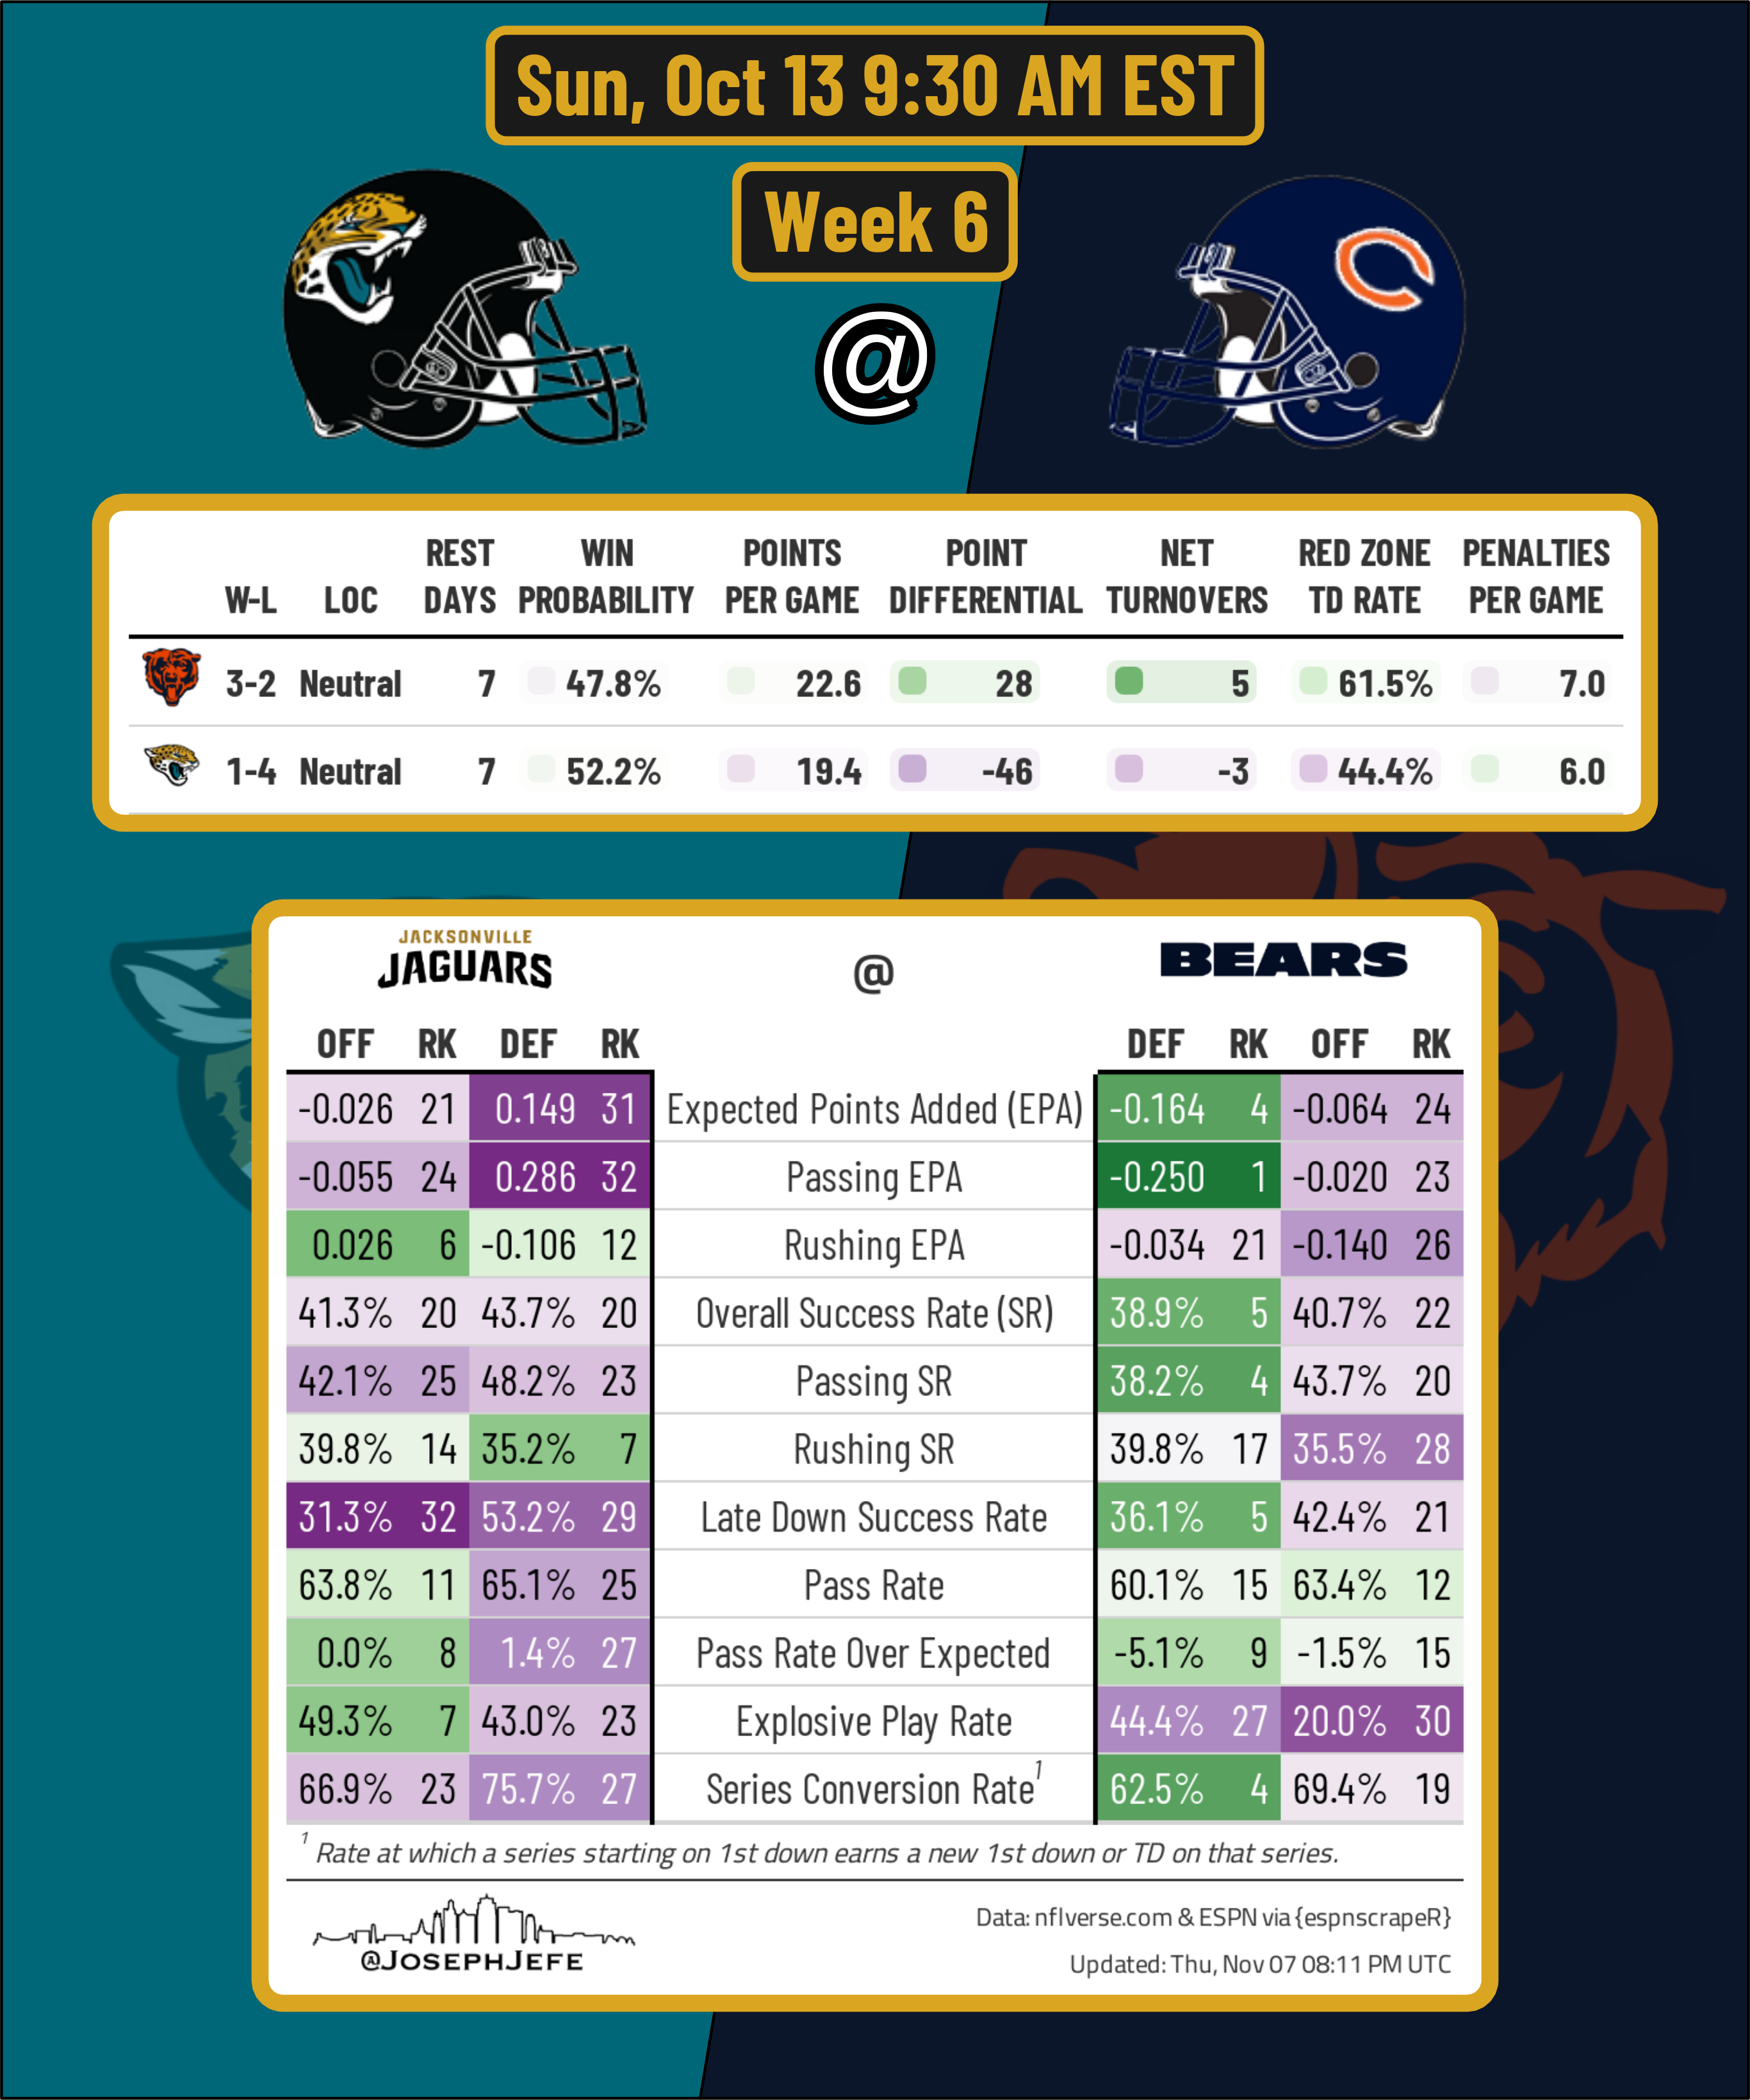 Sun, Oct 13 9:30 AM EST
Week 6
@
W-L LOC REST DAYS WIN PROBABILITY POINTS PER GAME POINT DIFFERENTIAL NET TURNOVERS RED ZONE TD RATE PENALTIES PER GAME
3-2 Neutral 7 47.8% 22.6 28 5 61.5% 7.0
1-4 Neutral 7 52.2% 19.4 -46 -3 44.4% 6.0
JACKSONVILLE
JAGUARS @ BEARS
OFF RK DEF RK DEF RK OFF RK
-0.026 21 0.149 31 Expected Points Added (EPA) -0.164 4 -0.064 24
-0.055 24 0.286 32 Passing EPA -0.250 1 -0.020 23
0.026 6 -0.106 12 Rushing EPA -0.034 21 -0.140 26
41.3% 20 43.7% 20 Overall Success Rate (SR) 38.9% 5 40.7% 22
42.1% 25 48.2% 23 Passing SR 38.2% 4 43.7% 20
39.8% 14 35.2% 7 Rushing SR 39.8% 17 35.5% 28
31.3% 32 53.2% 29 Late Down Success Rate 36.1% 5 42.4% 21
63.8% 11 65.1% 25 Pass Rate 60.1% 15 63.4% 12
0.0% 8 1.4% 27 Pass Rate Over Expected -5.1% 9 -1.5% 15
49.3% 7 43.0% 23 Explosive Play Rate 44.4% 27 20.0% 30
66.9% 23 75.7% 27 Series Conversion Rate¹ 62.5% 4 69.4% 19
¹ Rate at which a series starting on 1st down earns a new 1st down or TD on that series.
@JOSEPHJEFE
Data: nflverse.com & ESPN via {espnscrapeR}
Updated: Thu, Nov 07 08:11 PM UTC